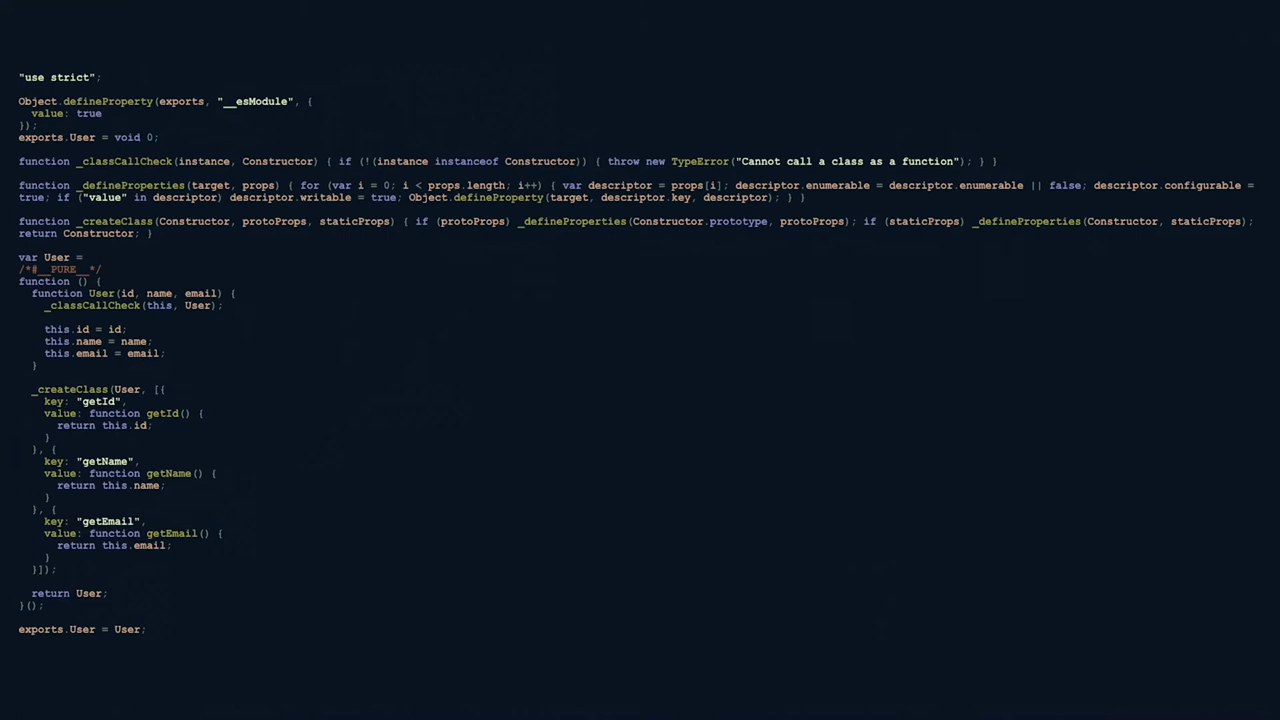 "use strict";
Object.defineProperty(exports, "__esModule", {
  value: true
});
exports.User = void 0;
function _classCallCheck(instance, Constructor) { if (!(instance instanceof Constructor)) { throw new TypeError("Cannot call a class as a function"); } }
function _defineProperties(target, props) { for (var i = 0; i < props.length; i++) { var descriptor = props[i]; descriptor.enumerable = descriptor.enumerable || false; descriptor.configurable =
true; if ("value" in descriptor) descriptor.writable = true; Object.defineProperty(target, descriptor.key, descriptor); } }
function _createClass(Constructor, protoProps, staticProps) { if (protoProps) _defineProperties(Constructor.prototype, protoProps); if (staticProps) _defineProperties(Constructor, staticProps);
return Constructor; }
var User =
/*#__PURE__*/
function () {
  function User(id, name, email) {
    _classCallCheck(this, User);
    this.id = id;
    this.name = name;
    this.email = email;
  }
  _createClass(User, [{
    key: "getId",
    value: function getId() {
      return this.id;
    }
  }, {
    key: "getName",
    value: function getName() {
      return this.name;
    }
  }, {
    key: "getEmail",
    value: function getEmail() {
      return this.email;
    }
  }]);
  return User;
}();
exports.User = User;